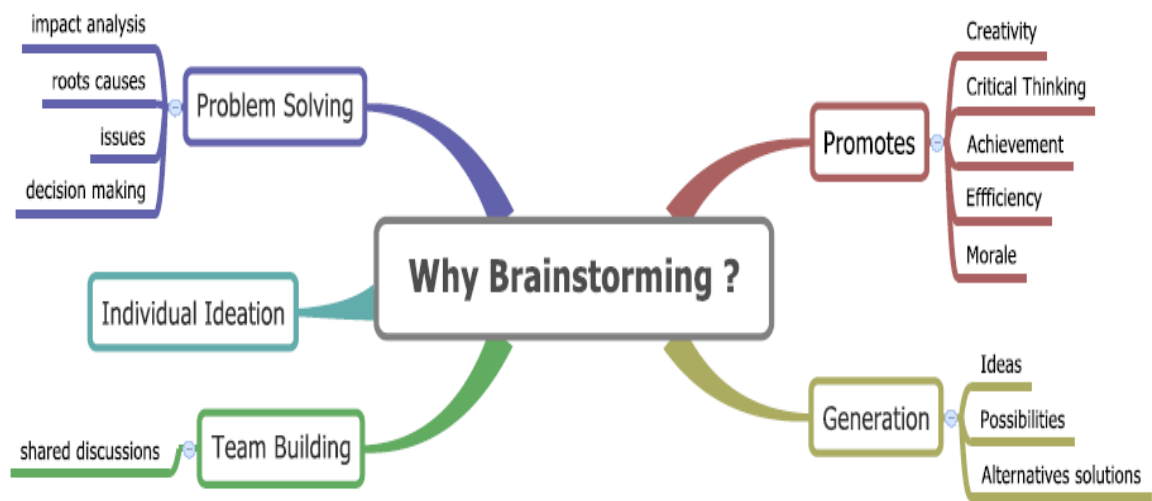 Why Brainstorming ?
Problem Solving
impact analysis
roots causes
issues
decision making
Individual Ideation
Team Building
shared discussions
Promotes
Creativity
Critical Thinking
Achievement
Effficiency
Morale
Generation
Ideas
Possibilities
Alternatives solutions